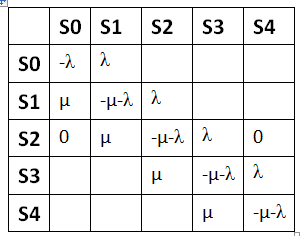 S0 S1 S2 S3 S4
S0 -λ λ
S1 μ -μ-λ λ
S2 0 μ -μ-λ λ 0
S3 μ -μ-λ λ
S4 μ -μ-λ